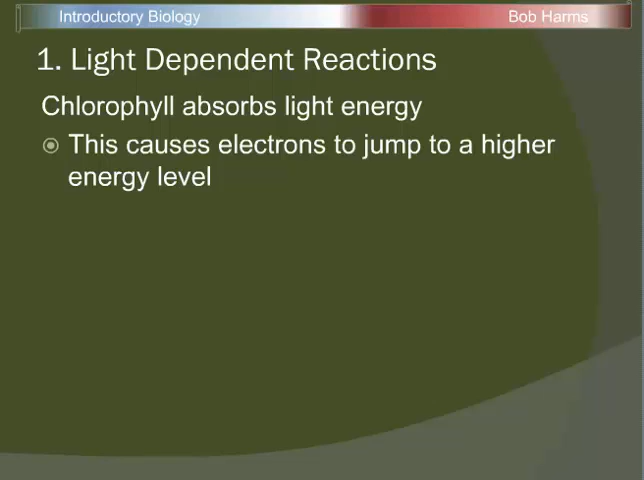 Introductory Biology
Bob Harms
1. Light Dependent Reactions
Chlorophyll absorbs light energy
This causes electrons to jump to a higher
energy level